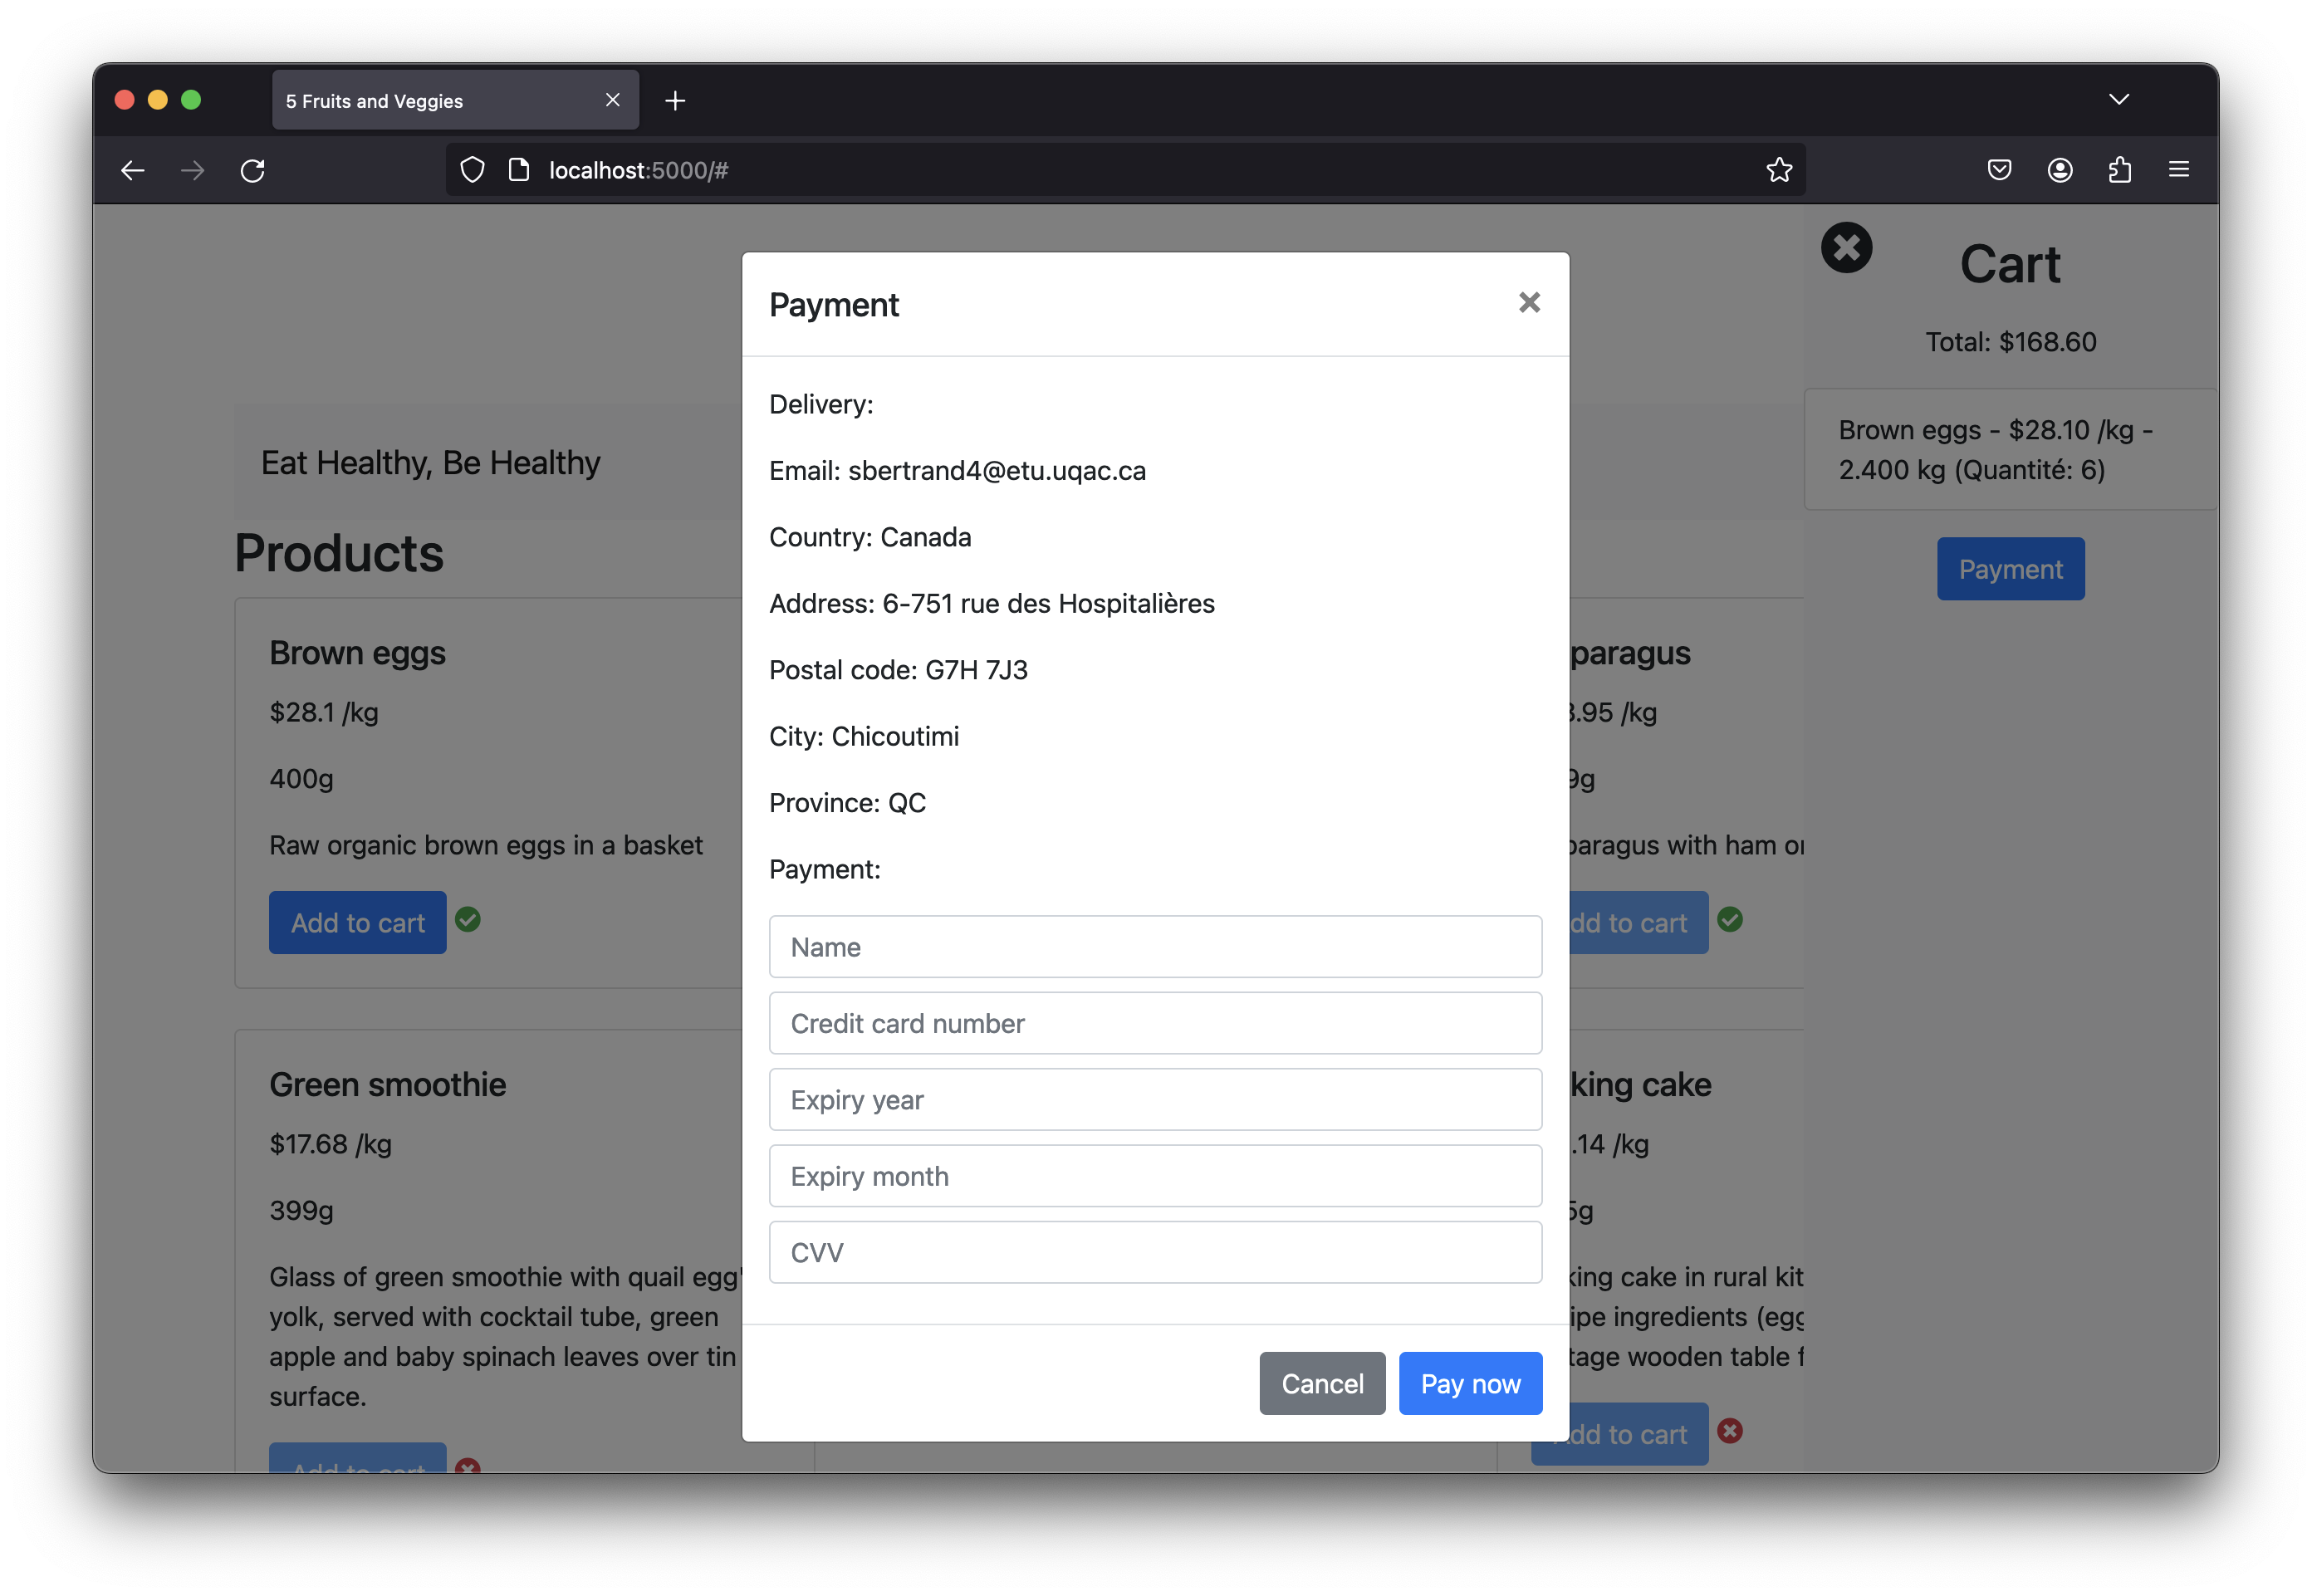 5 Fruits and Veggies
localhost:5000/#
Payment
Delivery:
Email: sbertrand4@etu.uqac.ca
Country: Canada
Address: 6-751 rue des Hospitalières
Postal code: G7H 7J3
City: Chicoutimi
Province: QC
Payment:
Name
Credit card number
Expiry year
Expiry month
CVV
Cancel
Pay now
Cart
Total: $168.60
Brown eggs - $28.10 /kg -
2.400 kg (Quantité: 6)
Payment
Eat Healthy, Be Healthy
Products
Brown eggs
$28.1 /kg
400g
Raw organic brown eggs in a basket
Add to cart
Green smoothie
$17.68 /kg
399g
Glass of green smoothie with quail egg'
yolk, served with cocktail tube, green
apple and baby spinach leaves over tin
surface.
Add to cart
paragus
.95 /kg
g
paragus with ham
dd to cart
king cake
.14 /kg
g
king cake in rural kit
ipe ingredients (egg
tage wooden table f
dd to cart